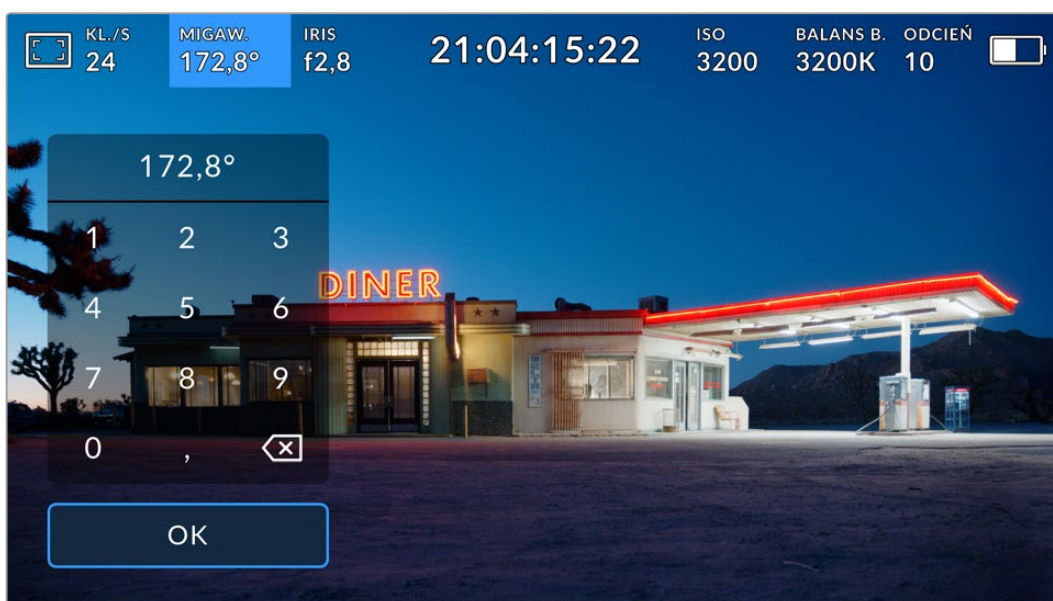 KL./S MIGAW. IRIS ISO BALANS B. ODCIEŃ
24 172,8° f2,8 21:04:15:22 3200 3200K 10
172,8°
1 2 3
DINER
4 5 6
7 8 9
0 ,
OK